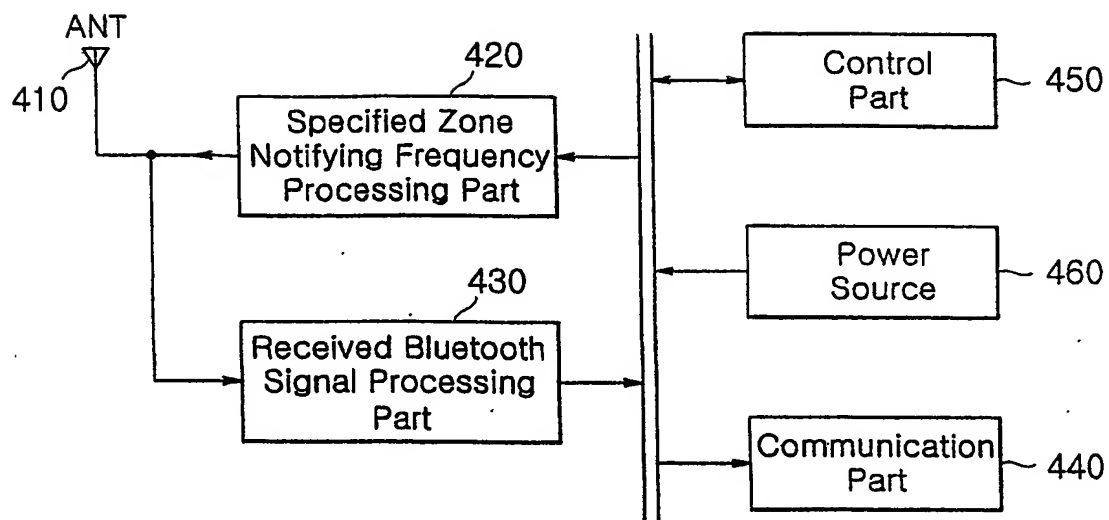 ANT
410
420
Specified Zone
Notifying Frequency
Processing Part
430
Received Bluetooth
Signal Processing
Part
Control
Part
450
Power
Source
460
Communication
Part
440